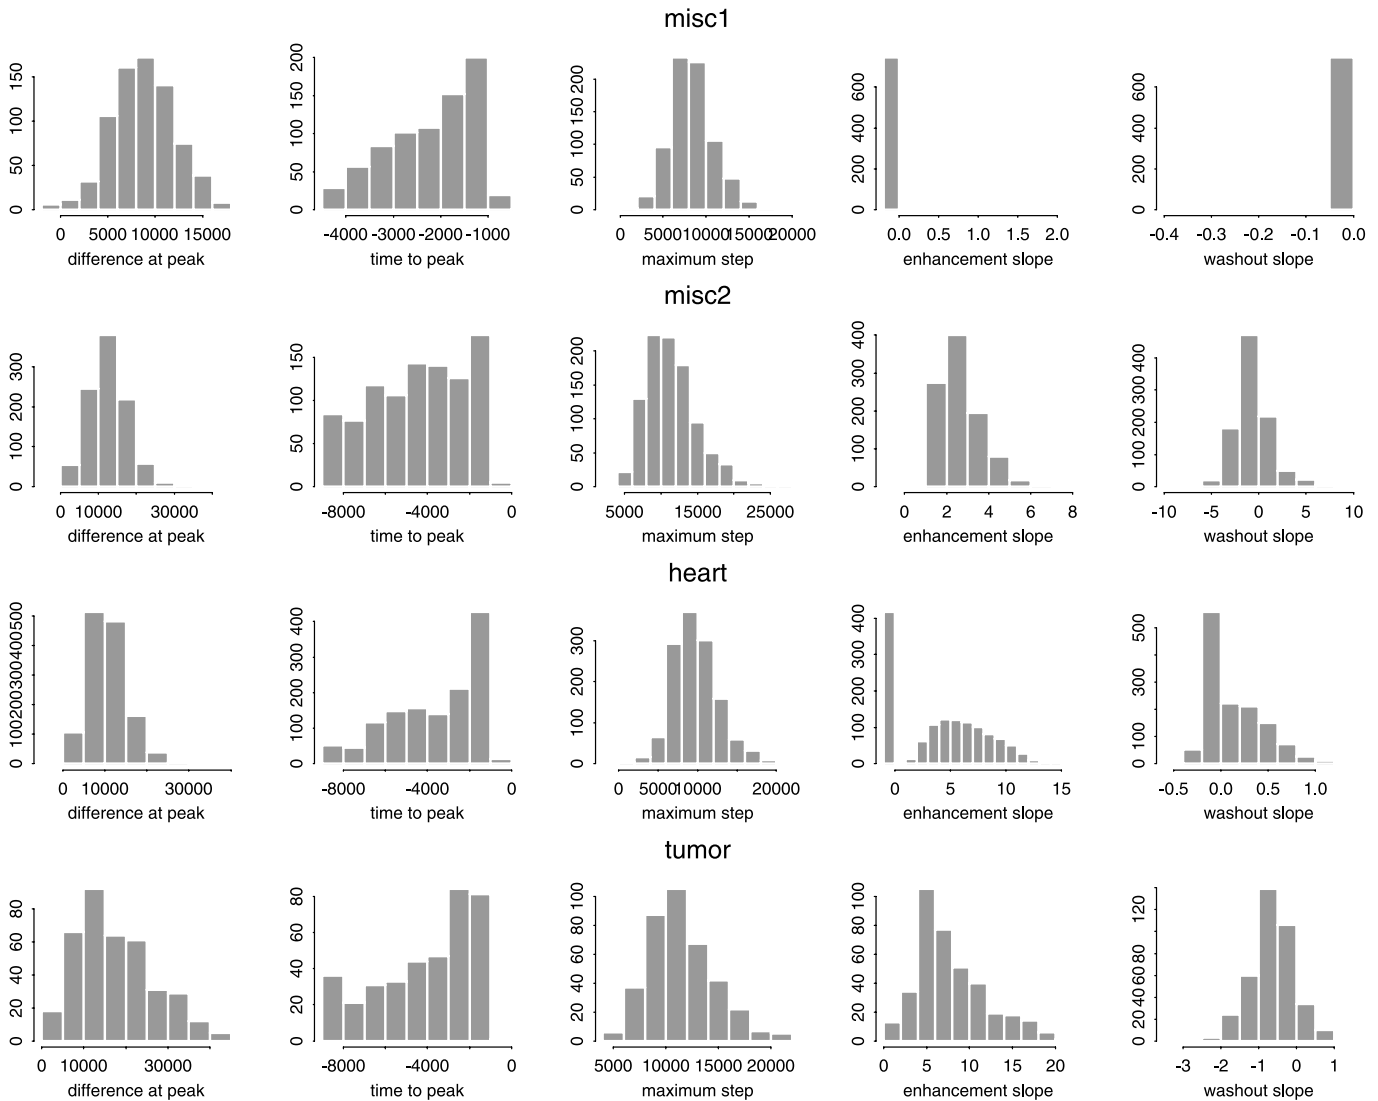 misc1
0 50 100 150
0 5000 10000 15000
difference at peak
0 50 100 150 200
-4000 -3000 -2000 -1000
time to peak
0 50 100 200
0 5000 10000 15000 20000
maximum step
0 200 400 600
0.0 0.5 1.0 1.5 2.0
enhancement slope
0 200 400 600
-0.4 -0.3 -0.2 -0.1 0.0
washout slope
misc2
0 100 200 300
0 10000 30000
difference at peak
0 50 100 150
-8000 -4000 0
time to peak
0 50 100 150 200
5000 15000 25000
maximum step
0 100 200 300 400
0 2 4 6 8
enhancement slope
0 100 200 300 400
-10 -5 0 5 10
washout slope
heart
0 100 200 300 400 500
0 10000 30000
difference at peak
0 100 200 300 400
-8000 -4000 0
time to peak
0 100 200 300
0 5000 10000 20000
maximum step
0 100 200 300 400
0 5 10 15
enhancement slope
0 100 300 500
-0.5 0.0 0.5 1.0
washout slope
tumor
0 20 40 60 80
0 10000 30000
difference at peak
0 20 40 60 80
-8000 -4000 0
time to peak
0 20 40 60 80 100
5000 10000 15000 20000
maximum step
0 20 40 60 80 100
0 5 10 15 20
enhancement slope
0 20 40 60 80 120
-3 -2 -1 0 1
washout slope